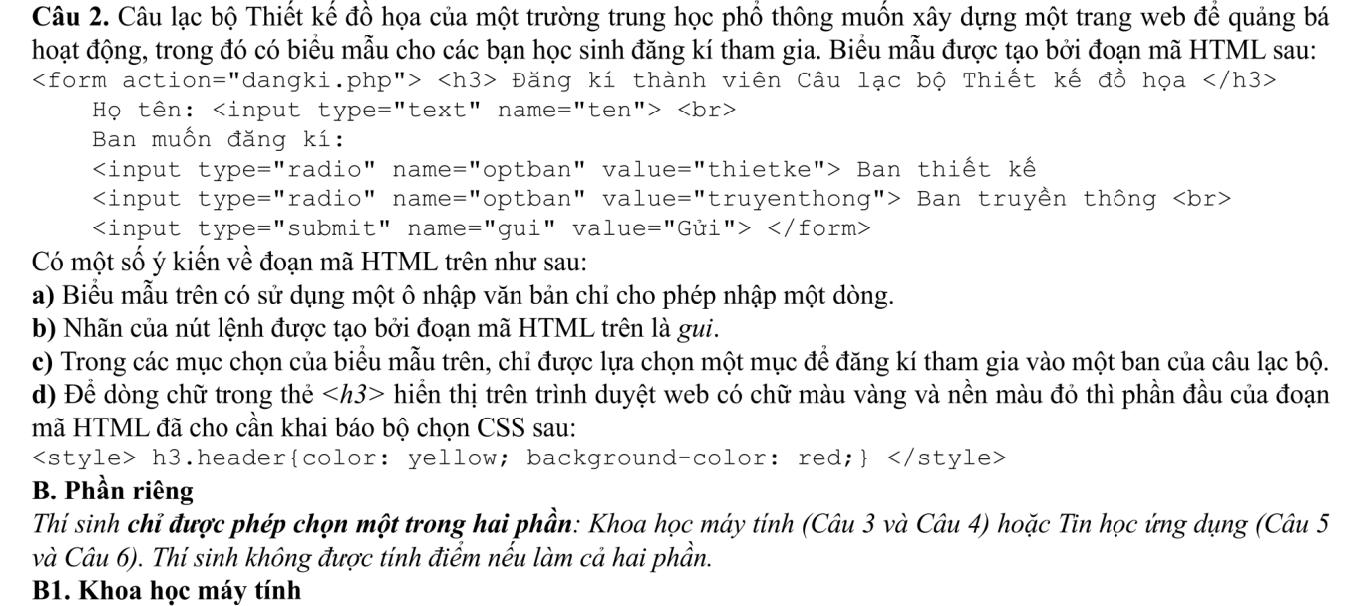 Câu 2. Câu lạc bộ Thiết kế đồ họa của một trường trung học phổ thông muốn xây dựng một trang web để quảng bá
hoạt động, trong đó có biểu mẫu cho các bạn học sinh đăng kí tham gia. Biểu mẫu được tạo bởi đoạn mã HTML sau:
<form action="dangki.php"> <h3> Đăng kí thành viên Câu lạc bộ Thiết kế đồ họa </h3>
Họ tên: <input type="text" name="ten"> <br>
Ban muốn đăng kí:
<input type="radio" name="optban" value="thietke"> Ban thiết kế
<input type="radio" name="optban" value="truyenthong"> Ban truyền thông <br>
<input type="submit" name="gui" value="Gửi"> </form>
Có một số ý kiến về đoạn mã HTML trên như sau:
a) Biểu mẫu trên có sử dụng một ô nhập văn bản chỉ cho phép nhập một dòng.
b) Nhãn của nút lệnh được tạo bởi đoạn mã HTML trên là gui.
c) Trong các mục chọn của biểu mẫu trên, chỉ được lựa chọn một mục để đăng kí tham gia vào một ban của câu lạc bộ.
d) Để dòng chữ trong thẻ <h3> hiển thị trên trình duyệt web có chữ màu vàng và nền màu đỏ thì phần đầu của đoạn
mã HTML đã cho cần khai báo bộ chọn CSS sau:
<style> h3.header{color: yellow; background-color: red;} </style>
B. Phần riêng
Thí sinh chỉ được phép chọn một trong hai phần: Khoa học máy tính (Câu 3 và Câu 4) hoặc Tin học ứng dụng (Câu 5
và Câu 6). Thí sinh không được tính điểm nếu làm cả hai phần.
B1. Khoa học máy tính